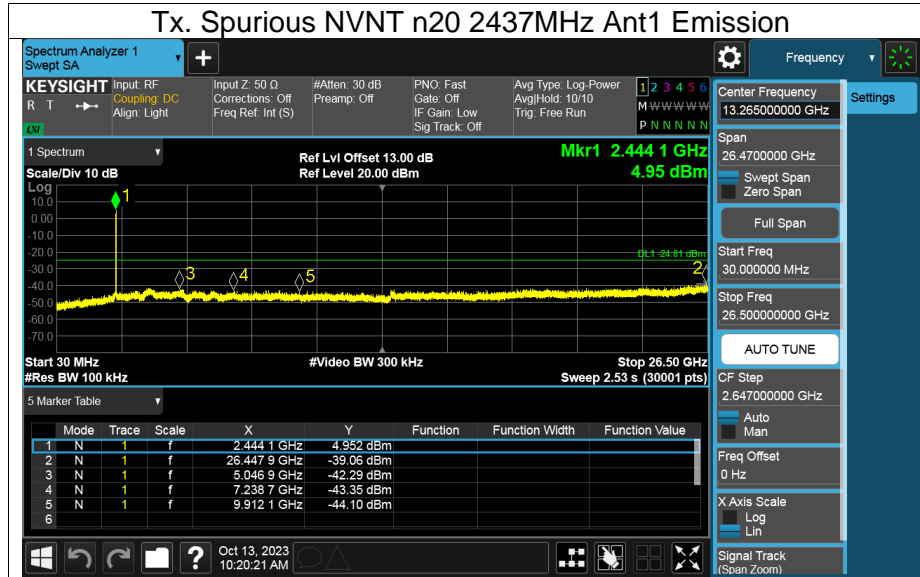 Tx. Spurious NVNT n20 2437MHz Ant1 Emission
Spectrum Analyzer 1
Swept SA
+
Frequency
KEYSIGHT
R T
LXI
Input: RF
Coupling: DC
Align: Light
Input Z: 50 Ω
Corrections: Off
Freq Ref: Int (S)
#Atten: 30 dB
Preamp: Off
PNO: Fast
Gate: Off
IF Gain: Low
Sig Track: Off
Avg Type: Log-Power
Avg|Hold: 10/10
Trig: Free Run
1 2 3 4 5 6
M W W W W W
P N N N N N
1 Spectrum
Scale/Div 10 dB
Ref Lvl Offset 13.00 dB
Ref Level 20.00 dBm
Mkr1 2.444 1 GHz
4.95 dBm
Log
10.0
0.00
-10.0
-20.0
-30.0
-40.0
-50.0
-60.0
-70.0
1
2
3
4
5
DL1 -24.81 dBm
Start 30 MHz
#Video BW 300 kHz
Stop 26.50 GHz
#Res BW 100 kHz
Sweep 2.53 s (30001 pts)
5 Marker Table
Mode Trace Scale X Y Function Function Width Function Value
1 N 1 f 2.444 1 GHz 4.952 dBm
2 N 1 f 26.447 9 GHz -39.06 dBm
3 N 1 f 5.046 9 GHz -42.29 dBm
4 N 1 f 7.238 7 GHz -43.35 dBm
5 N 1 f 9.912 1 GHz -44.10 dBm
6
?
Oct 13, 2023
10:20:21 AM
Center Frequency
13.265000000 GHz
Settings
Span
26.4700000 GHz
Swept Span
Zero Span
Full Span
Start Freq
30.000000 MHz
Stop Freq
26.500000000 GHz
AUTO TUNE
CF Step
2.647000000 GHz
Auto
Man
Freq Offset
0 Hz
X Axis Scale
Log
Lin
Signal Track
(Span Zoom)